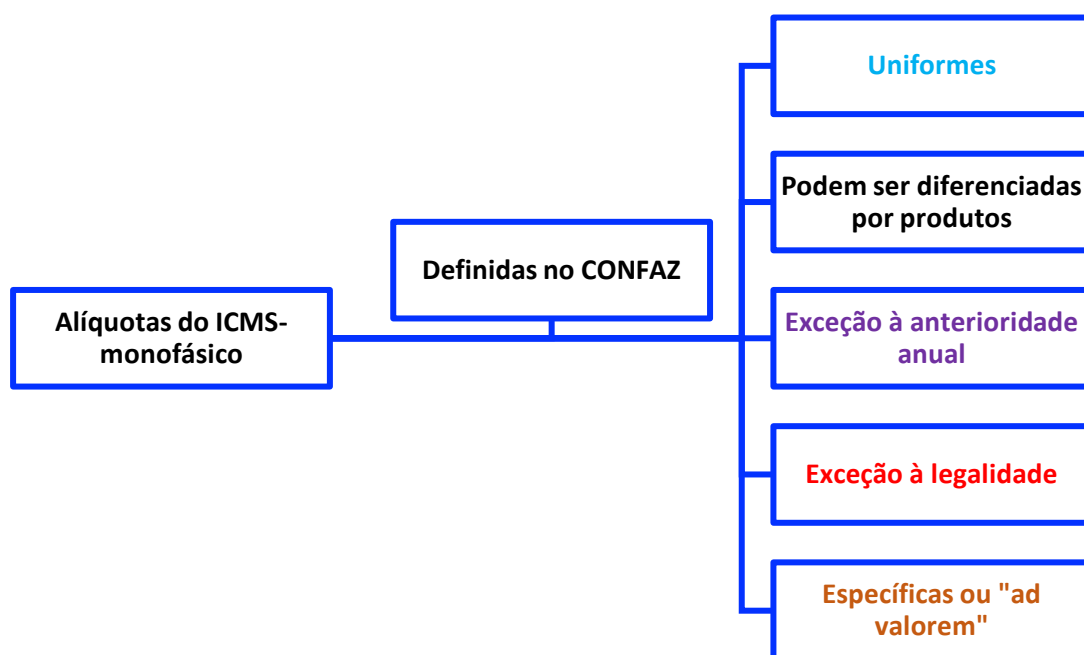 Alíquotas do ICMS-
monofásico
Definidas no CONFAZ
Uniformes
Podem ser diferenciadas
por produtos
Exceção à anterioridade
anual
Exceção à legalidade
Específicas ou "ad
valorem"